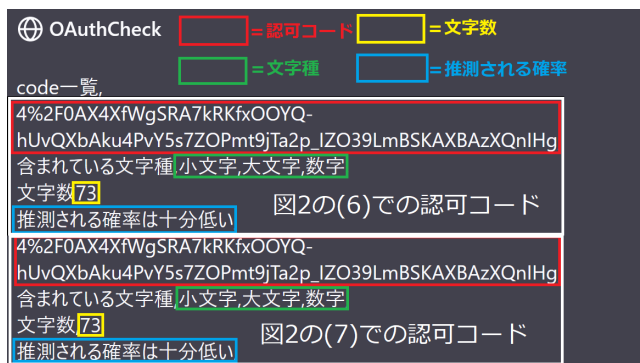 OAuthCheck =認可コード =文字数
=文字種 =推測される確率
code一覧,
4%2F0AX4XfWgSRA7kRKfxOOYQ-
hUvQXbAku4PvY5s7ZOPmt9jTa2p_IZO39LmBSKAXBAzXQnIHg
含まれている文字種,小文字,大文字,数字
文字数73
推測される確率は十分低い
図2の(6)での認可コード
4%2F0AX4XfWgSRA7kRKfxOOYQ-
hUvQXbAku4PvY5s7ZOPmt9jTa2p_IZO39LmBSKAXBAzXQnIHg
含まれている文字種,小文字,大文字,数字
文字数,73
推測される確率は十分低い
図2の(7)での認可コード